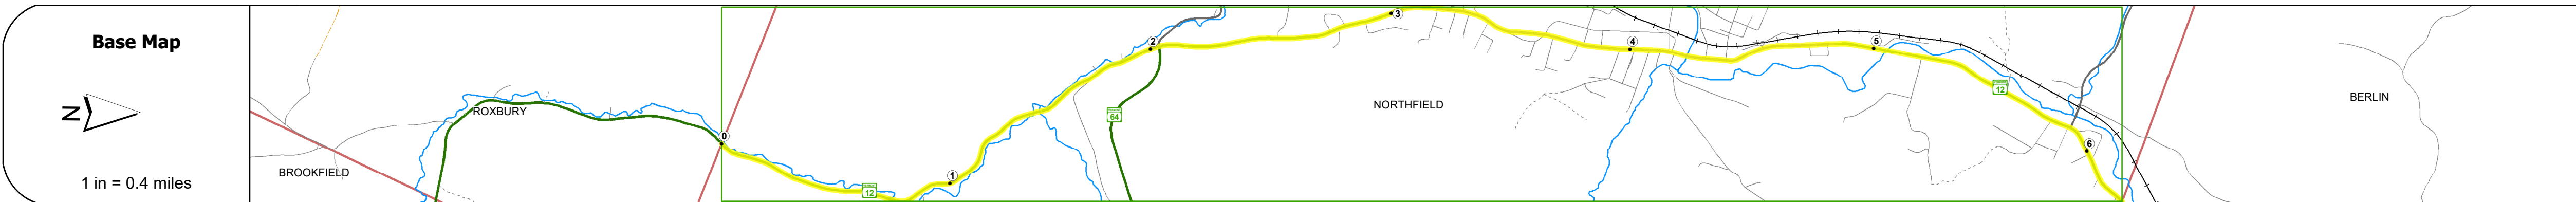 Base Map
N
1 in = 0.4 miles
BROOKFIELD
ROXBURY
0
12
1
2
64
3
NORTHFIELD
4
5
12
6
BERLIN